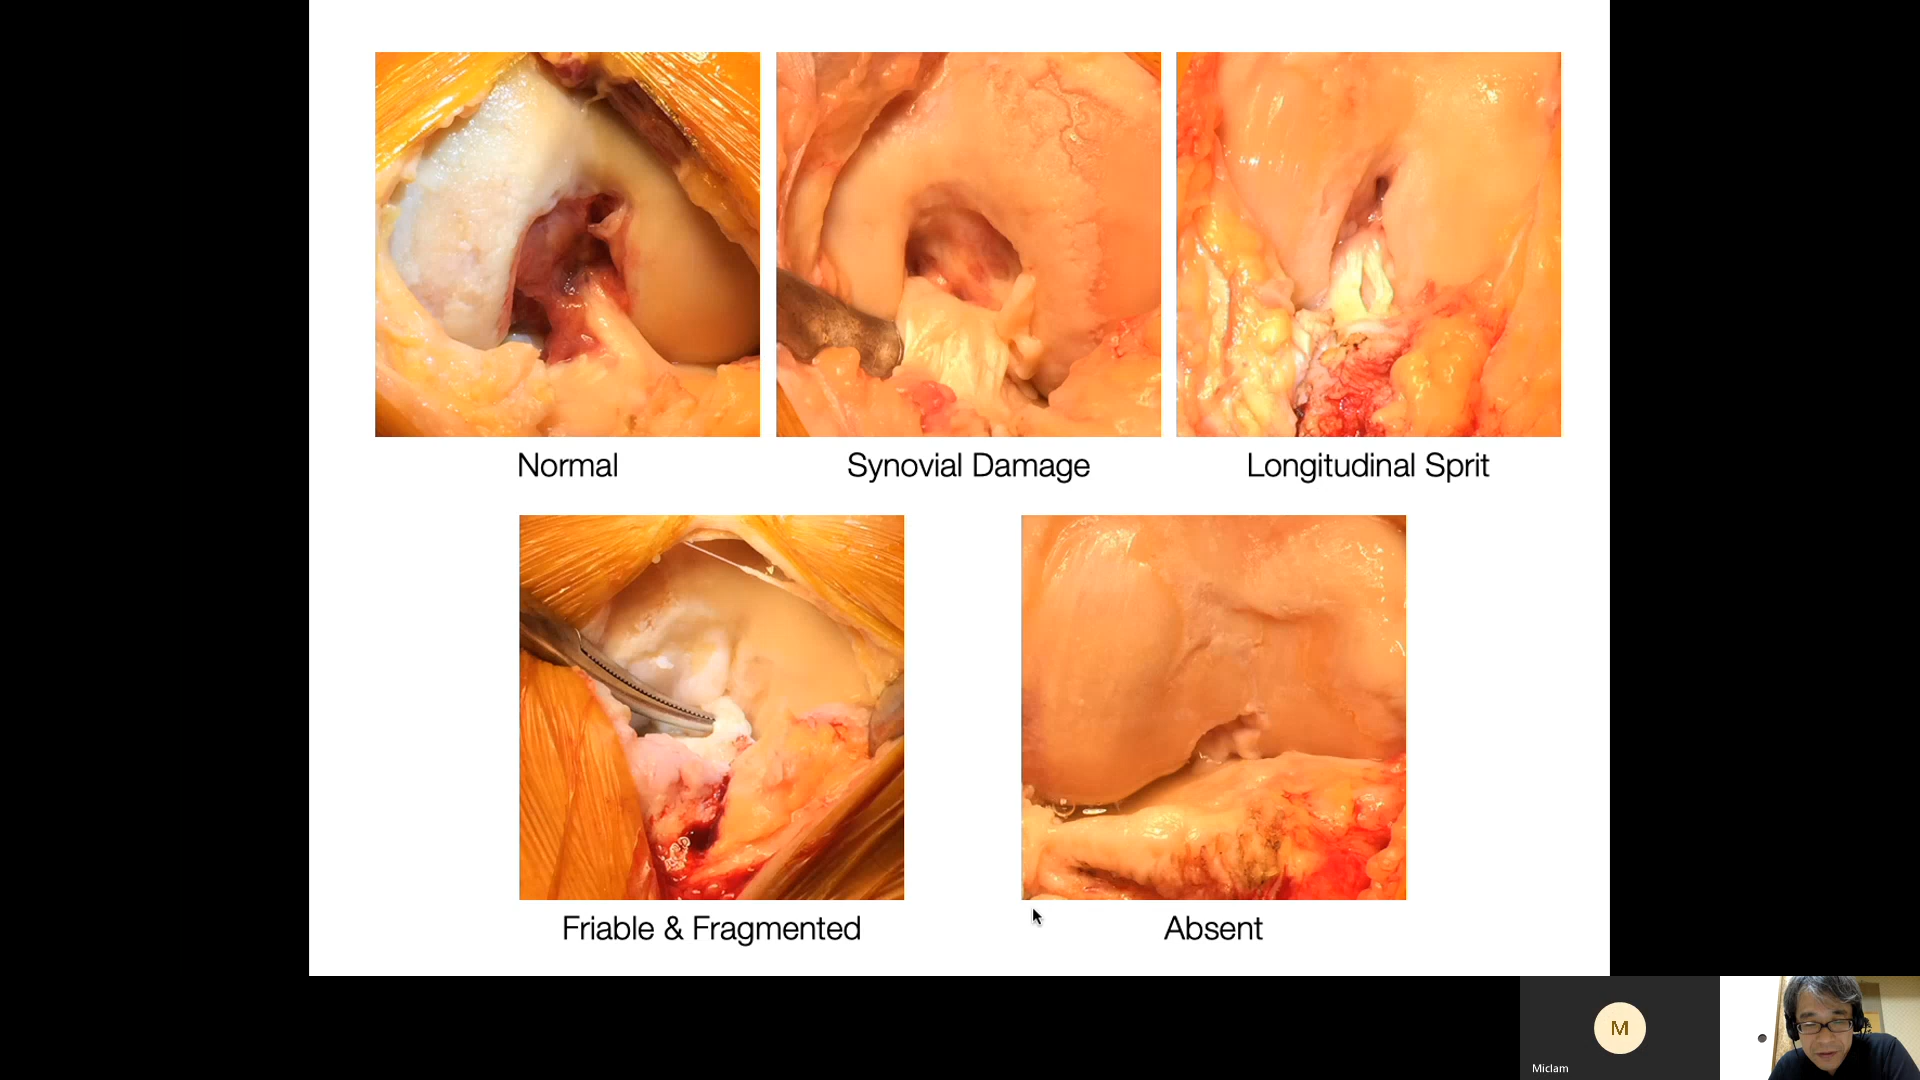 Normal
Synovial Damage
Longitudinal Sprit
Friable & Fragmented
Absent
M
Miclam